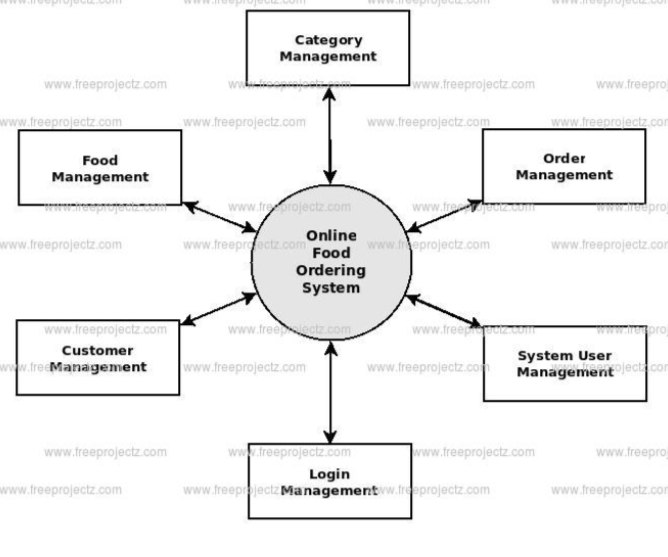 Category
Management
Food
Management
Order
Management
Online
Food
Ordering
System
Customer
Management
System User
Management
Login
Management
www.freeprojectz.com